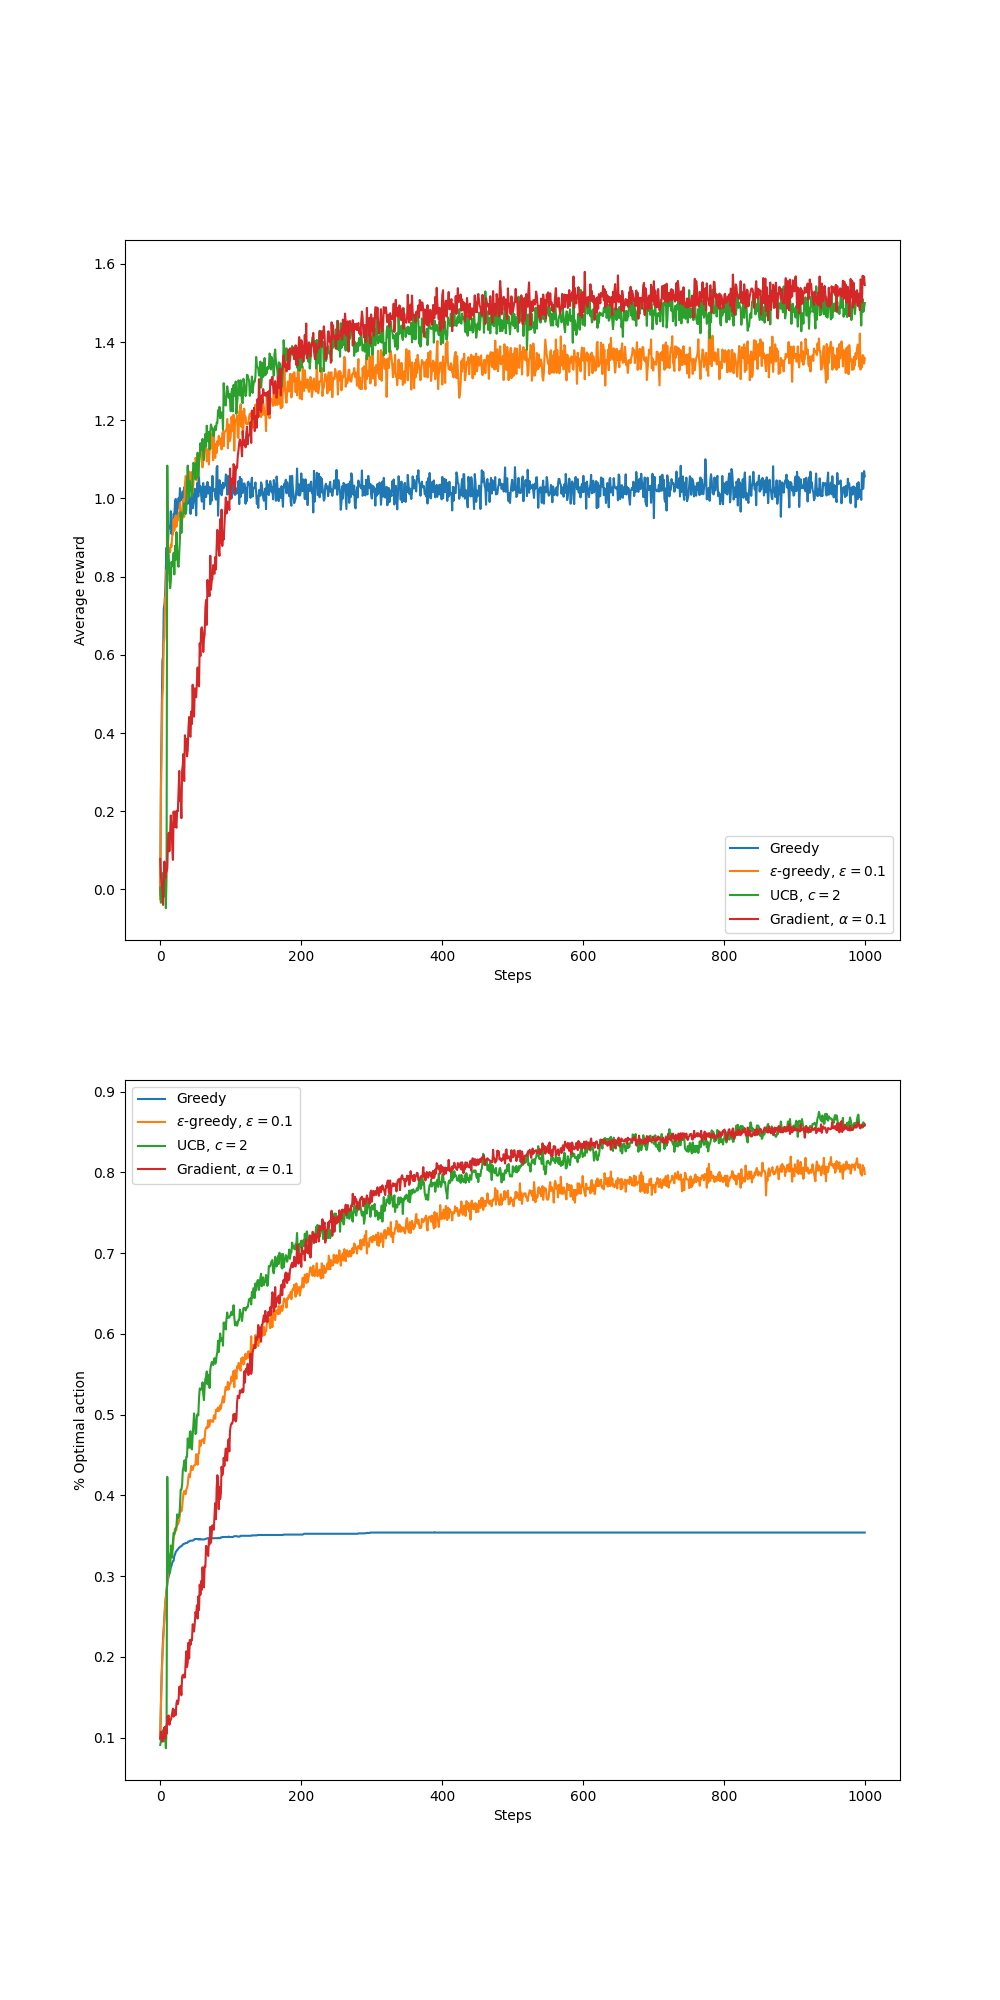 1.6
1.4
1.2
1.0
0.8
0.6
0.4
0.2
0.0
Average reward
Greedy
ε-greedy, ε = 0.1
UCB, c = 2
Gradient, α = 0.1
0 200 400 600 800 1000
Steps
0.9
0.8
0.7
0.6
0.5
0.4
0.3
0.2
0.1
% Optimal action
Greedy
ε-greedy, ε = 0.1
UCB, c = 2
Gradient, α = 0.1
0 200 400 600 800 1000
Steps